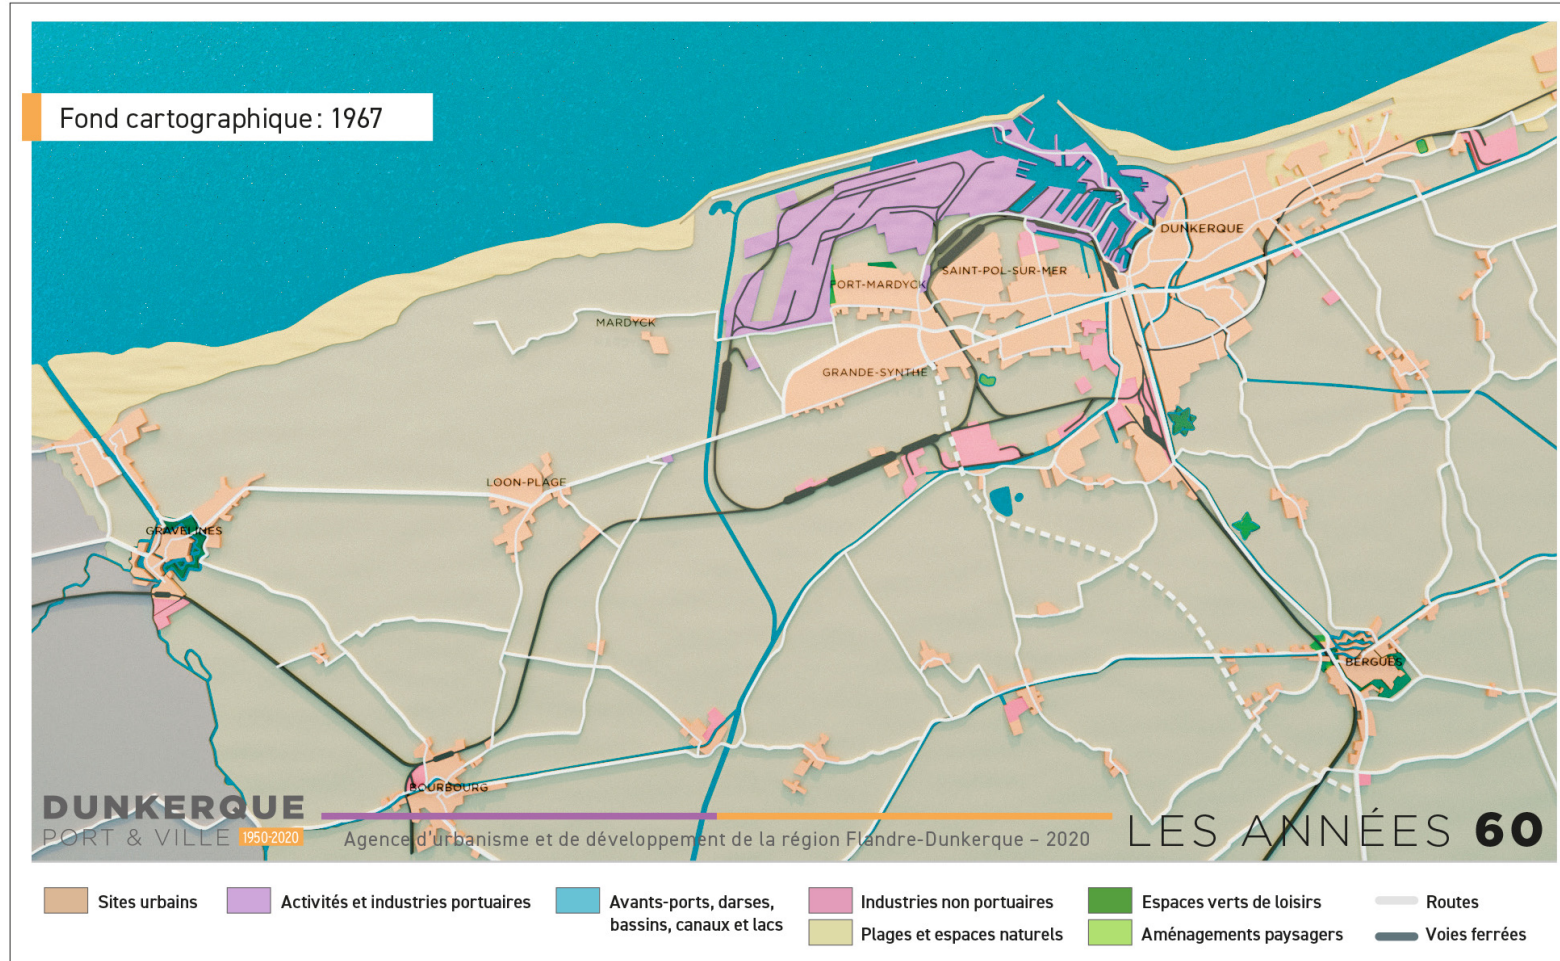 Fond cartographique : 1967
DUNKERQUE
SAINT-POL-SUR-MER
FORT-MARDYCK
MARDYCK
GRANDE-SYNTHE
LOON-PLAGE
GRAVELINES
BERGUES
BOURBOURG
DUNKERQUE
PORT & VILLE 1950-2020
Agence d'urbanisme et de développement de la région Flandre-Dunkerque – 2020
LES ANNÉES 60
Sites urbains
Activités et industries portuaires
Avants-ports, darses,
bassins, canaux et lacs
Industries non portuaires
Plages et espaces naturels
Espaces verts de loisirs
Aménagements paysagers
Routes
Voies ferrées